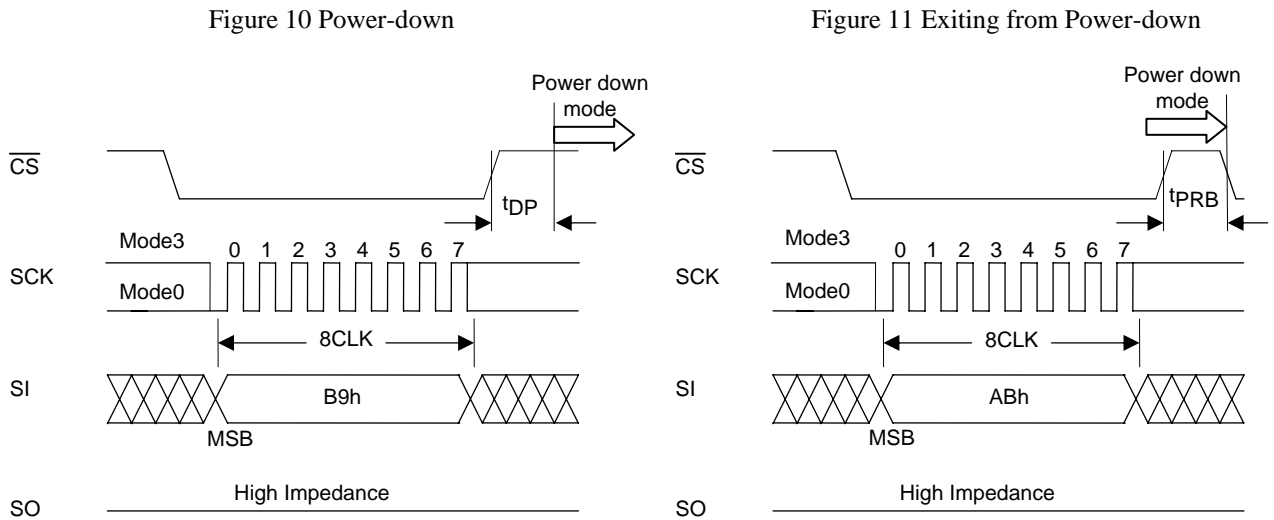 Figure 10 Power-down
Power down
mode
CS
tDP
Mode3
0 1 2 3 4 5 6 7
SCK
Mode0
8CLK
SI
B9h
MSB
High Impedance
SO
Figure 11 Exiting from Power-down
Power down
mode
CS
tPRB
Mode3
0 1 2 3 4 5 6 7
SCK
Mode0
8CLK
SI
ABh
MSB
High Impedance
SO